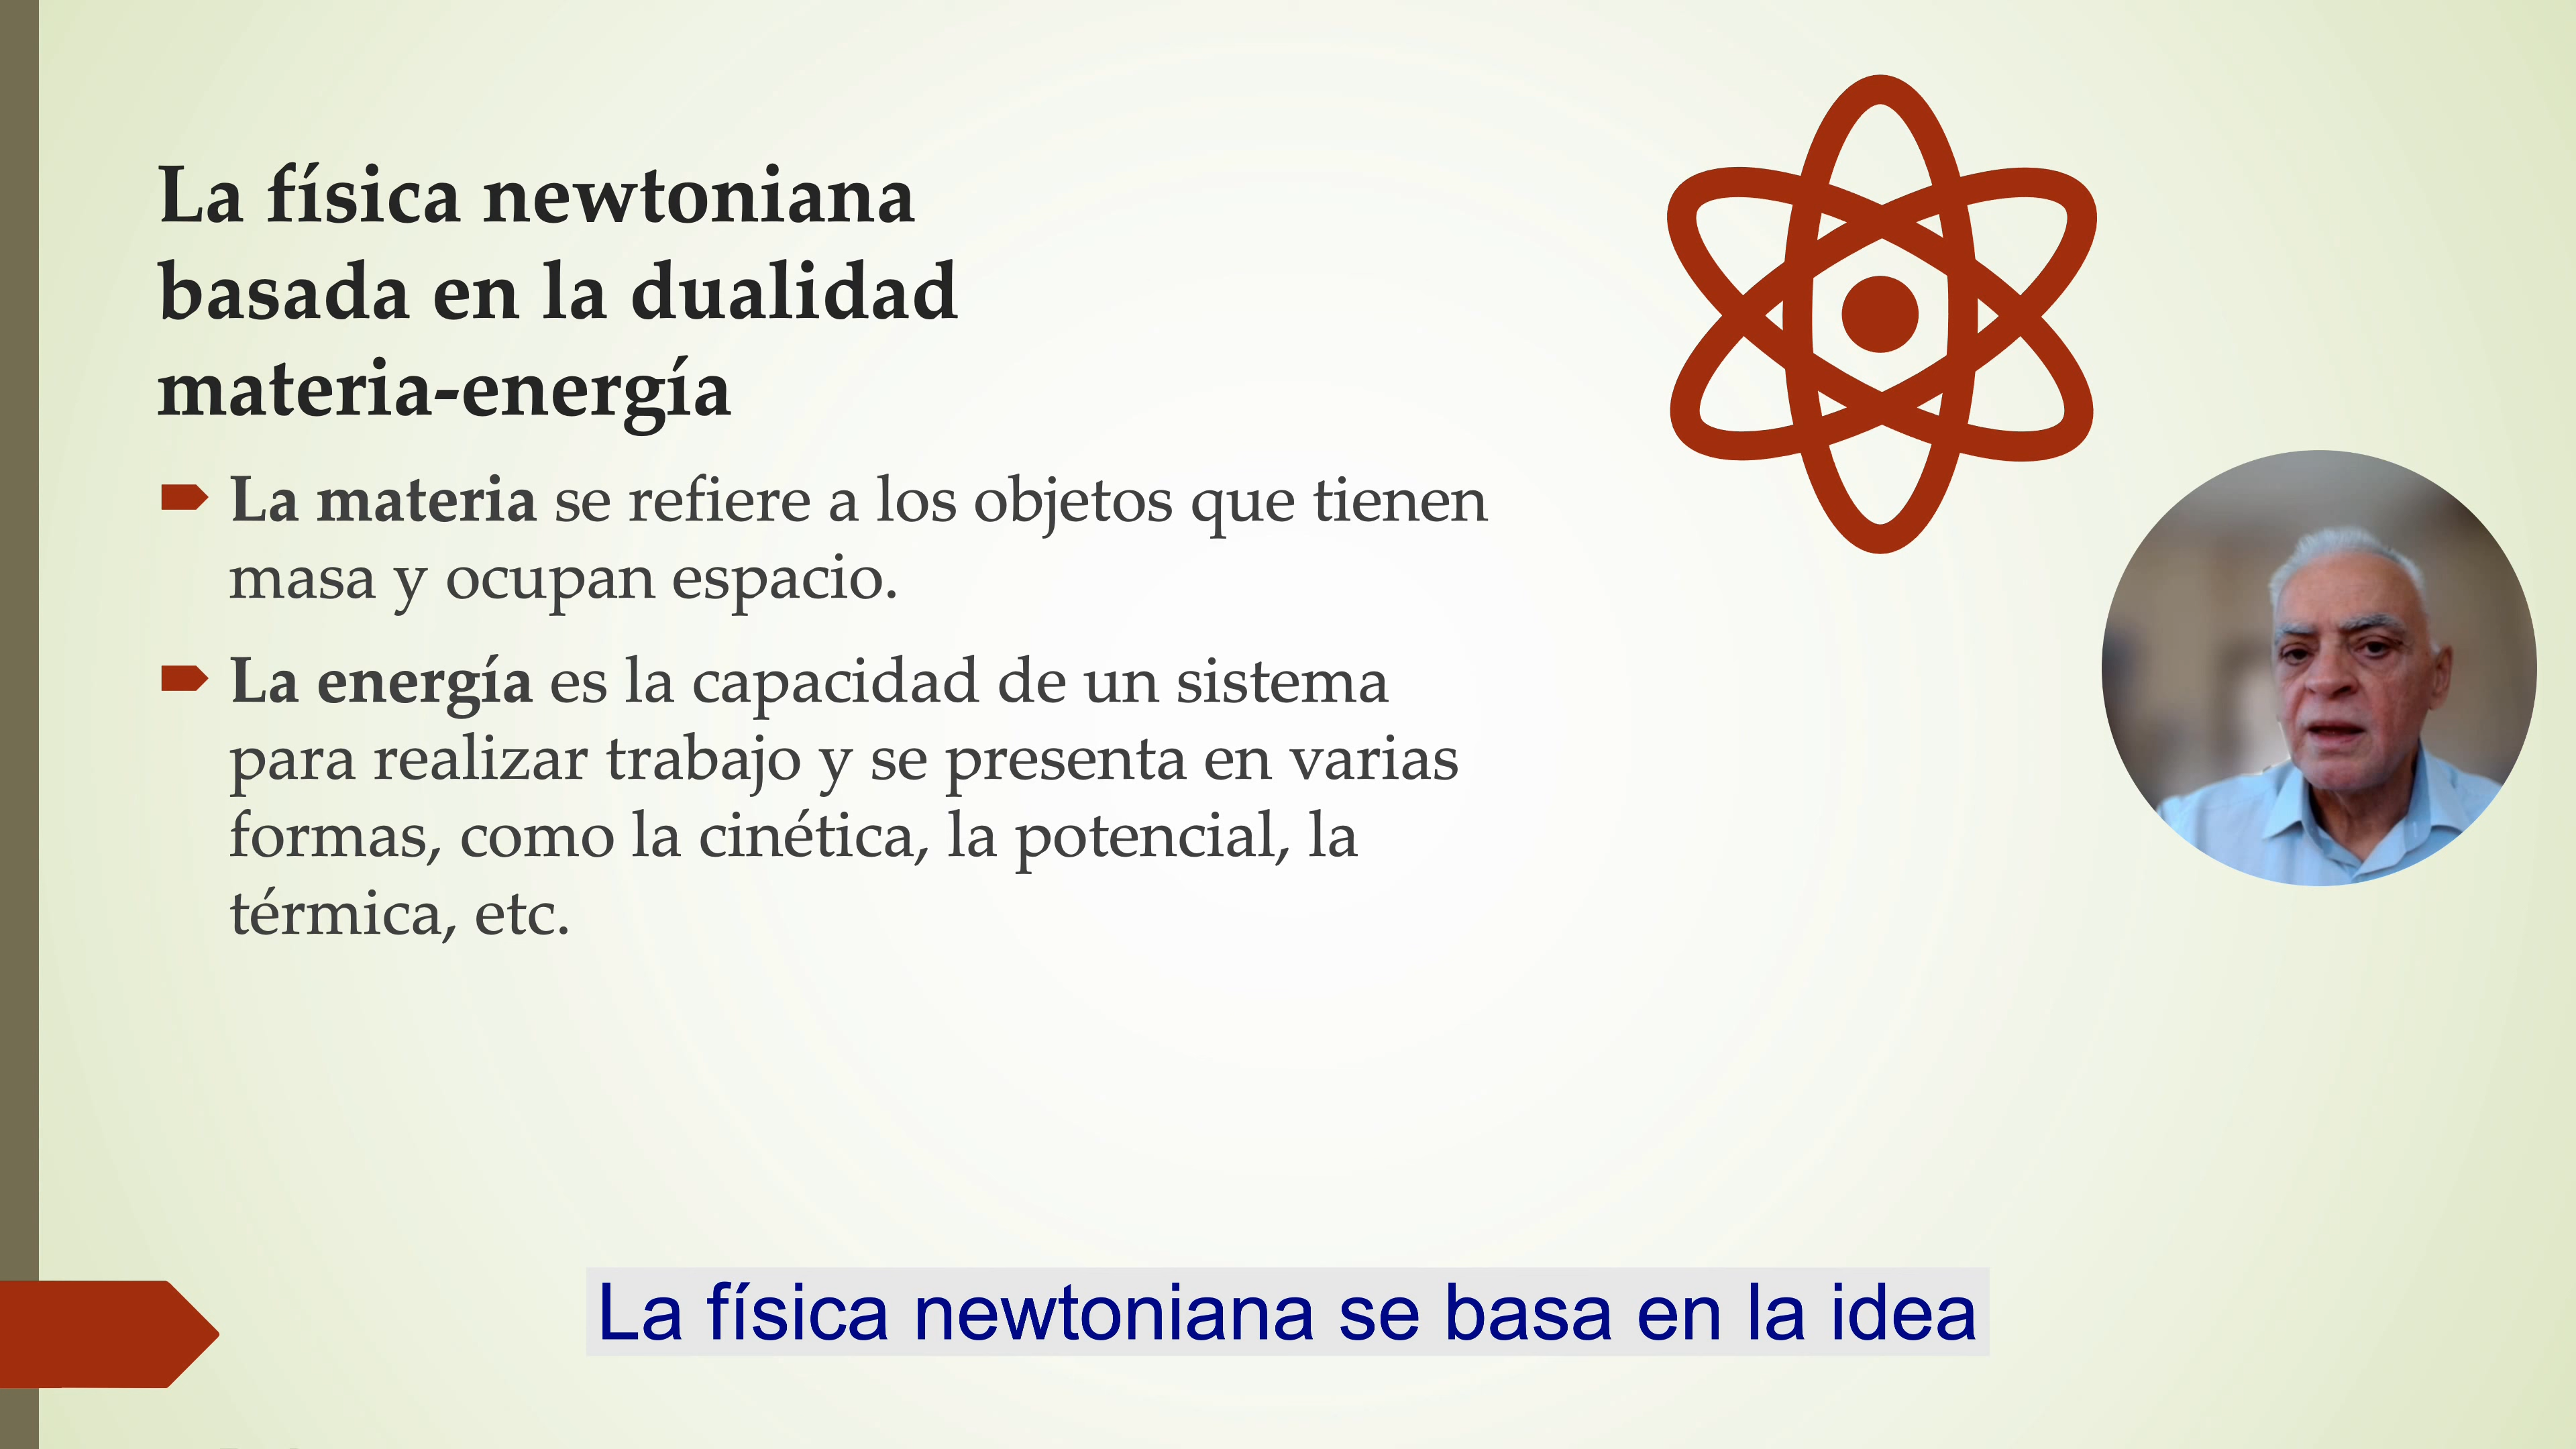 La física newtoniana
basada en la dualidad
materia-energía
La materia se refiere a los objetos que tienen
masa y ocupan espacio.
La energía es la capacidad de un sistema
para realizar trabajo y se presenta en varias
formas, como la cinética, la potencial, la
térmica, etc.
La física newtoniana se basa en la idea